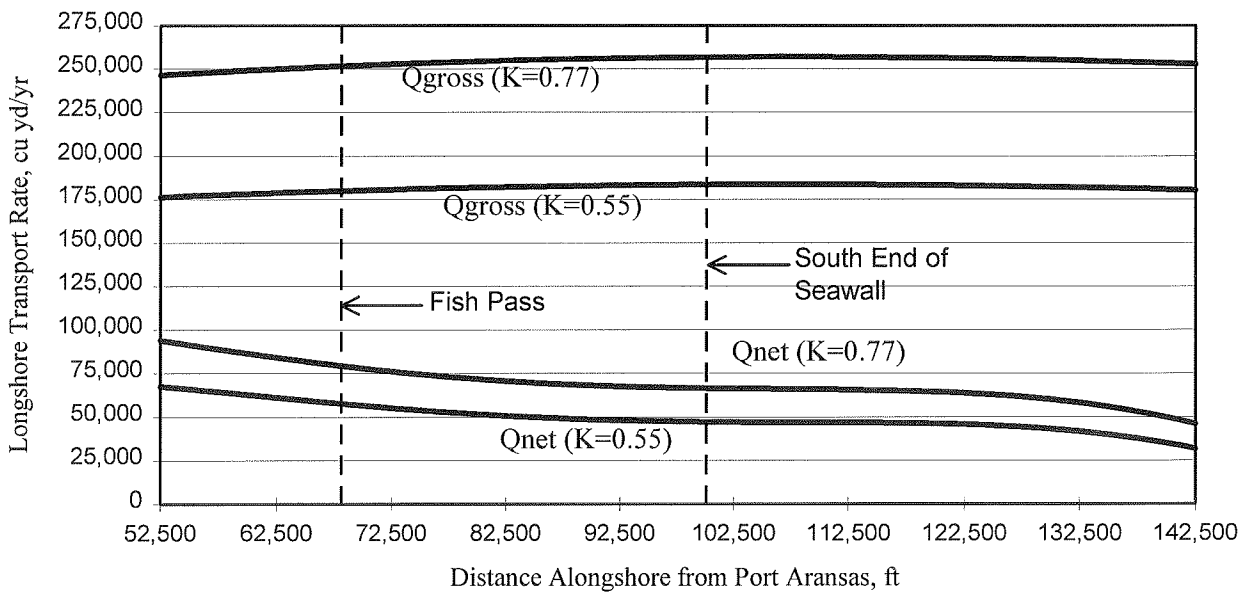 275,000
250,000
225,000
200,000
175,000
150,000
125,000
100,000
75,000
50,000
25,000
0
Longshore Transport Rate, cu yd/yr
Qgross (K=0.77)
Qgross (K=0.55)
South End of
Seawall
Fish Pass
Qnet (K=0.77)
Qnet (K=0.55)
52,500 62,500 72,500 82,500 92,500 102,500 112,500 122,500 132,500 142,500
Distance Alongshore from Port Aransas, ft